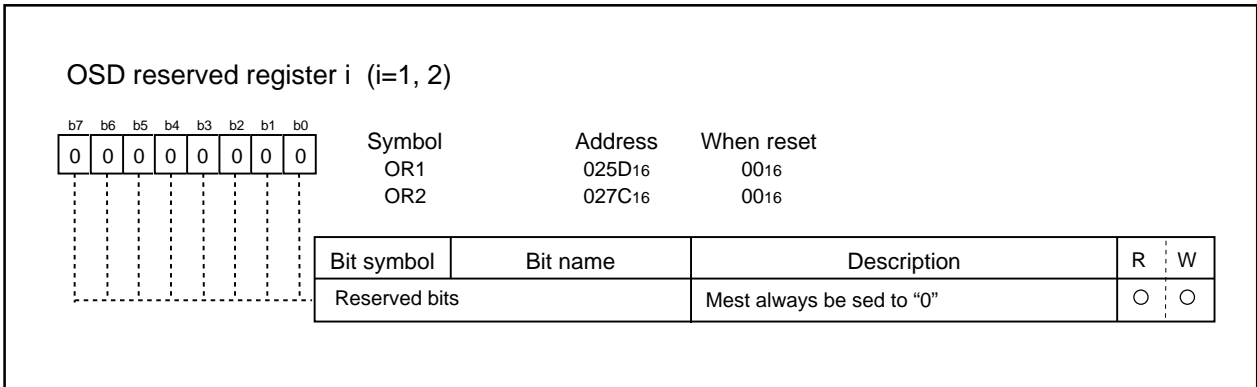 OSD reserved register i (i=1, 2)
b7 b6 b5 b4 b3 b2 b1 b0
0 0 0 0 0 0 0 0
Symbol Address When reset
OR1 025D16 0016
OR2 027C16 0016
Bit symbol Bit name Description R W
Reserved bits Mest always be sed to “0” ○ ○